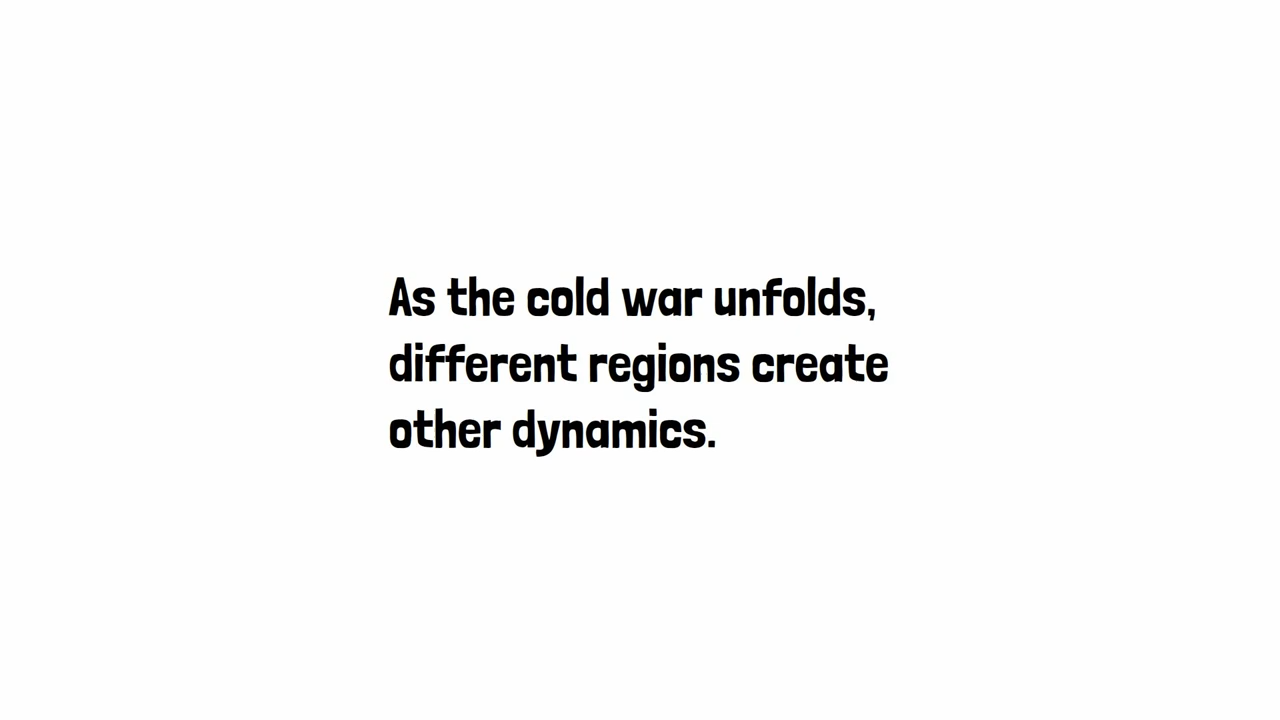 As the cold war unfolds,
different regions create
other dynamics.